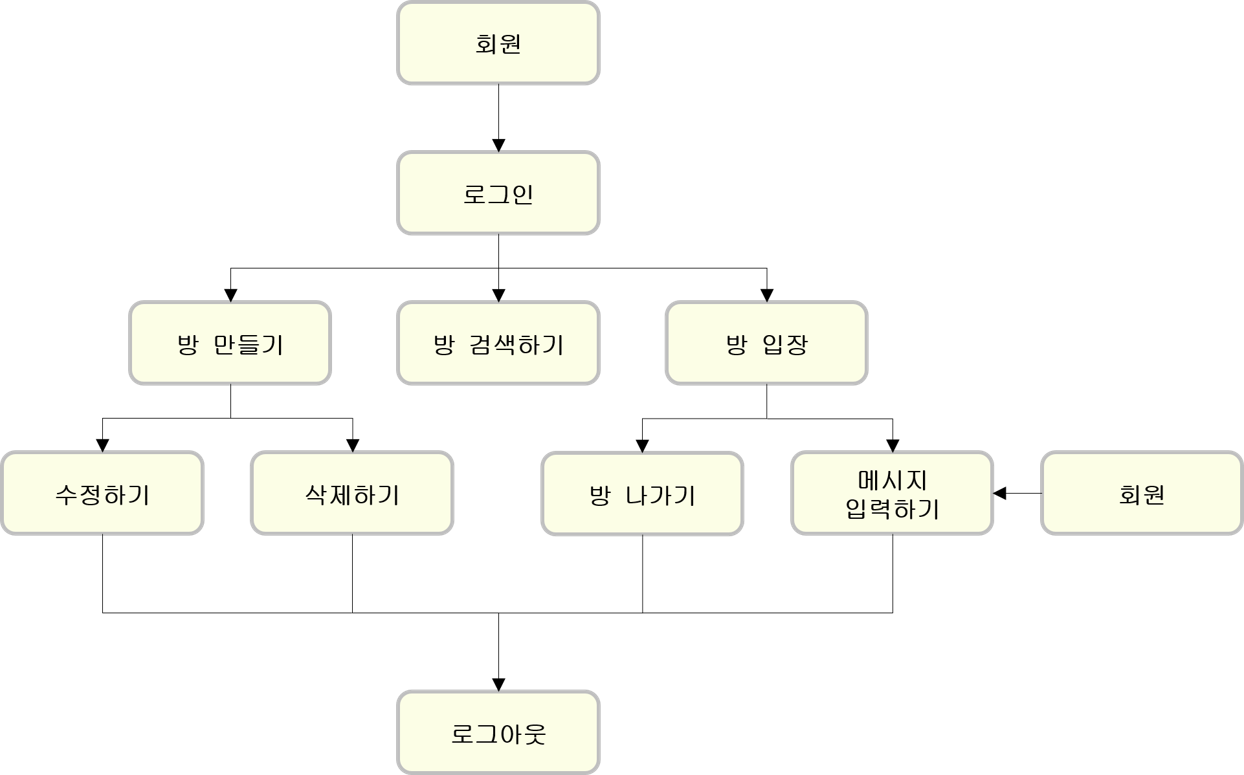 회원
로그인
방 만들기
방 검색하기
방 입장
수정하기
삭제하기
방 나가기
메시지
입력하기
회원
로그아웃